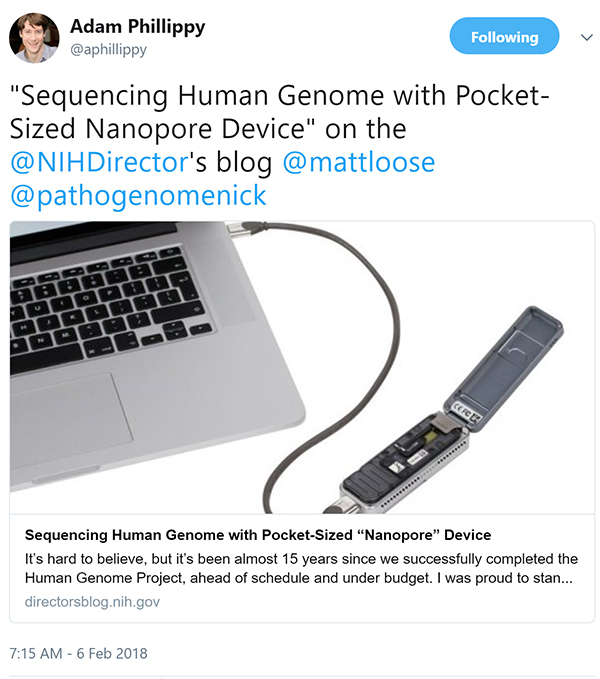 Adam Phillippy
@aphillippy
Following
"Sequencing Human Genome with Pocket-
Sized Nanopore Device" on the
@NIHDirector's blog @mattloose
@pathogenomenick
Sequencing Human Genome with Pocket-Sized “Nanopore” Device
It’s hard to believe, but it’s been almost 15 years since we successfully completed the
Human Genome Project, ahead of schedule and under budget. I was proud to stan...
directorsblog.nih.gov
7:15 AM - 6 Feb 2018